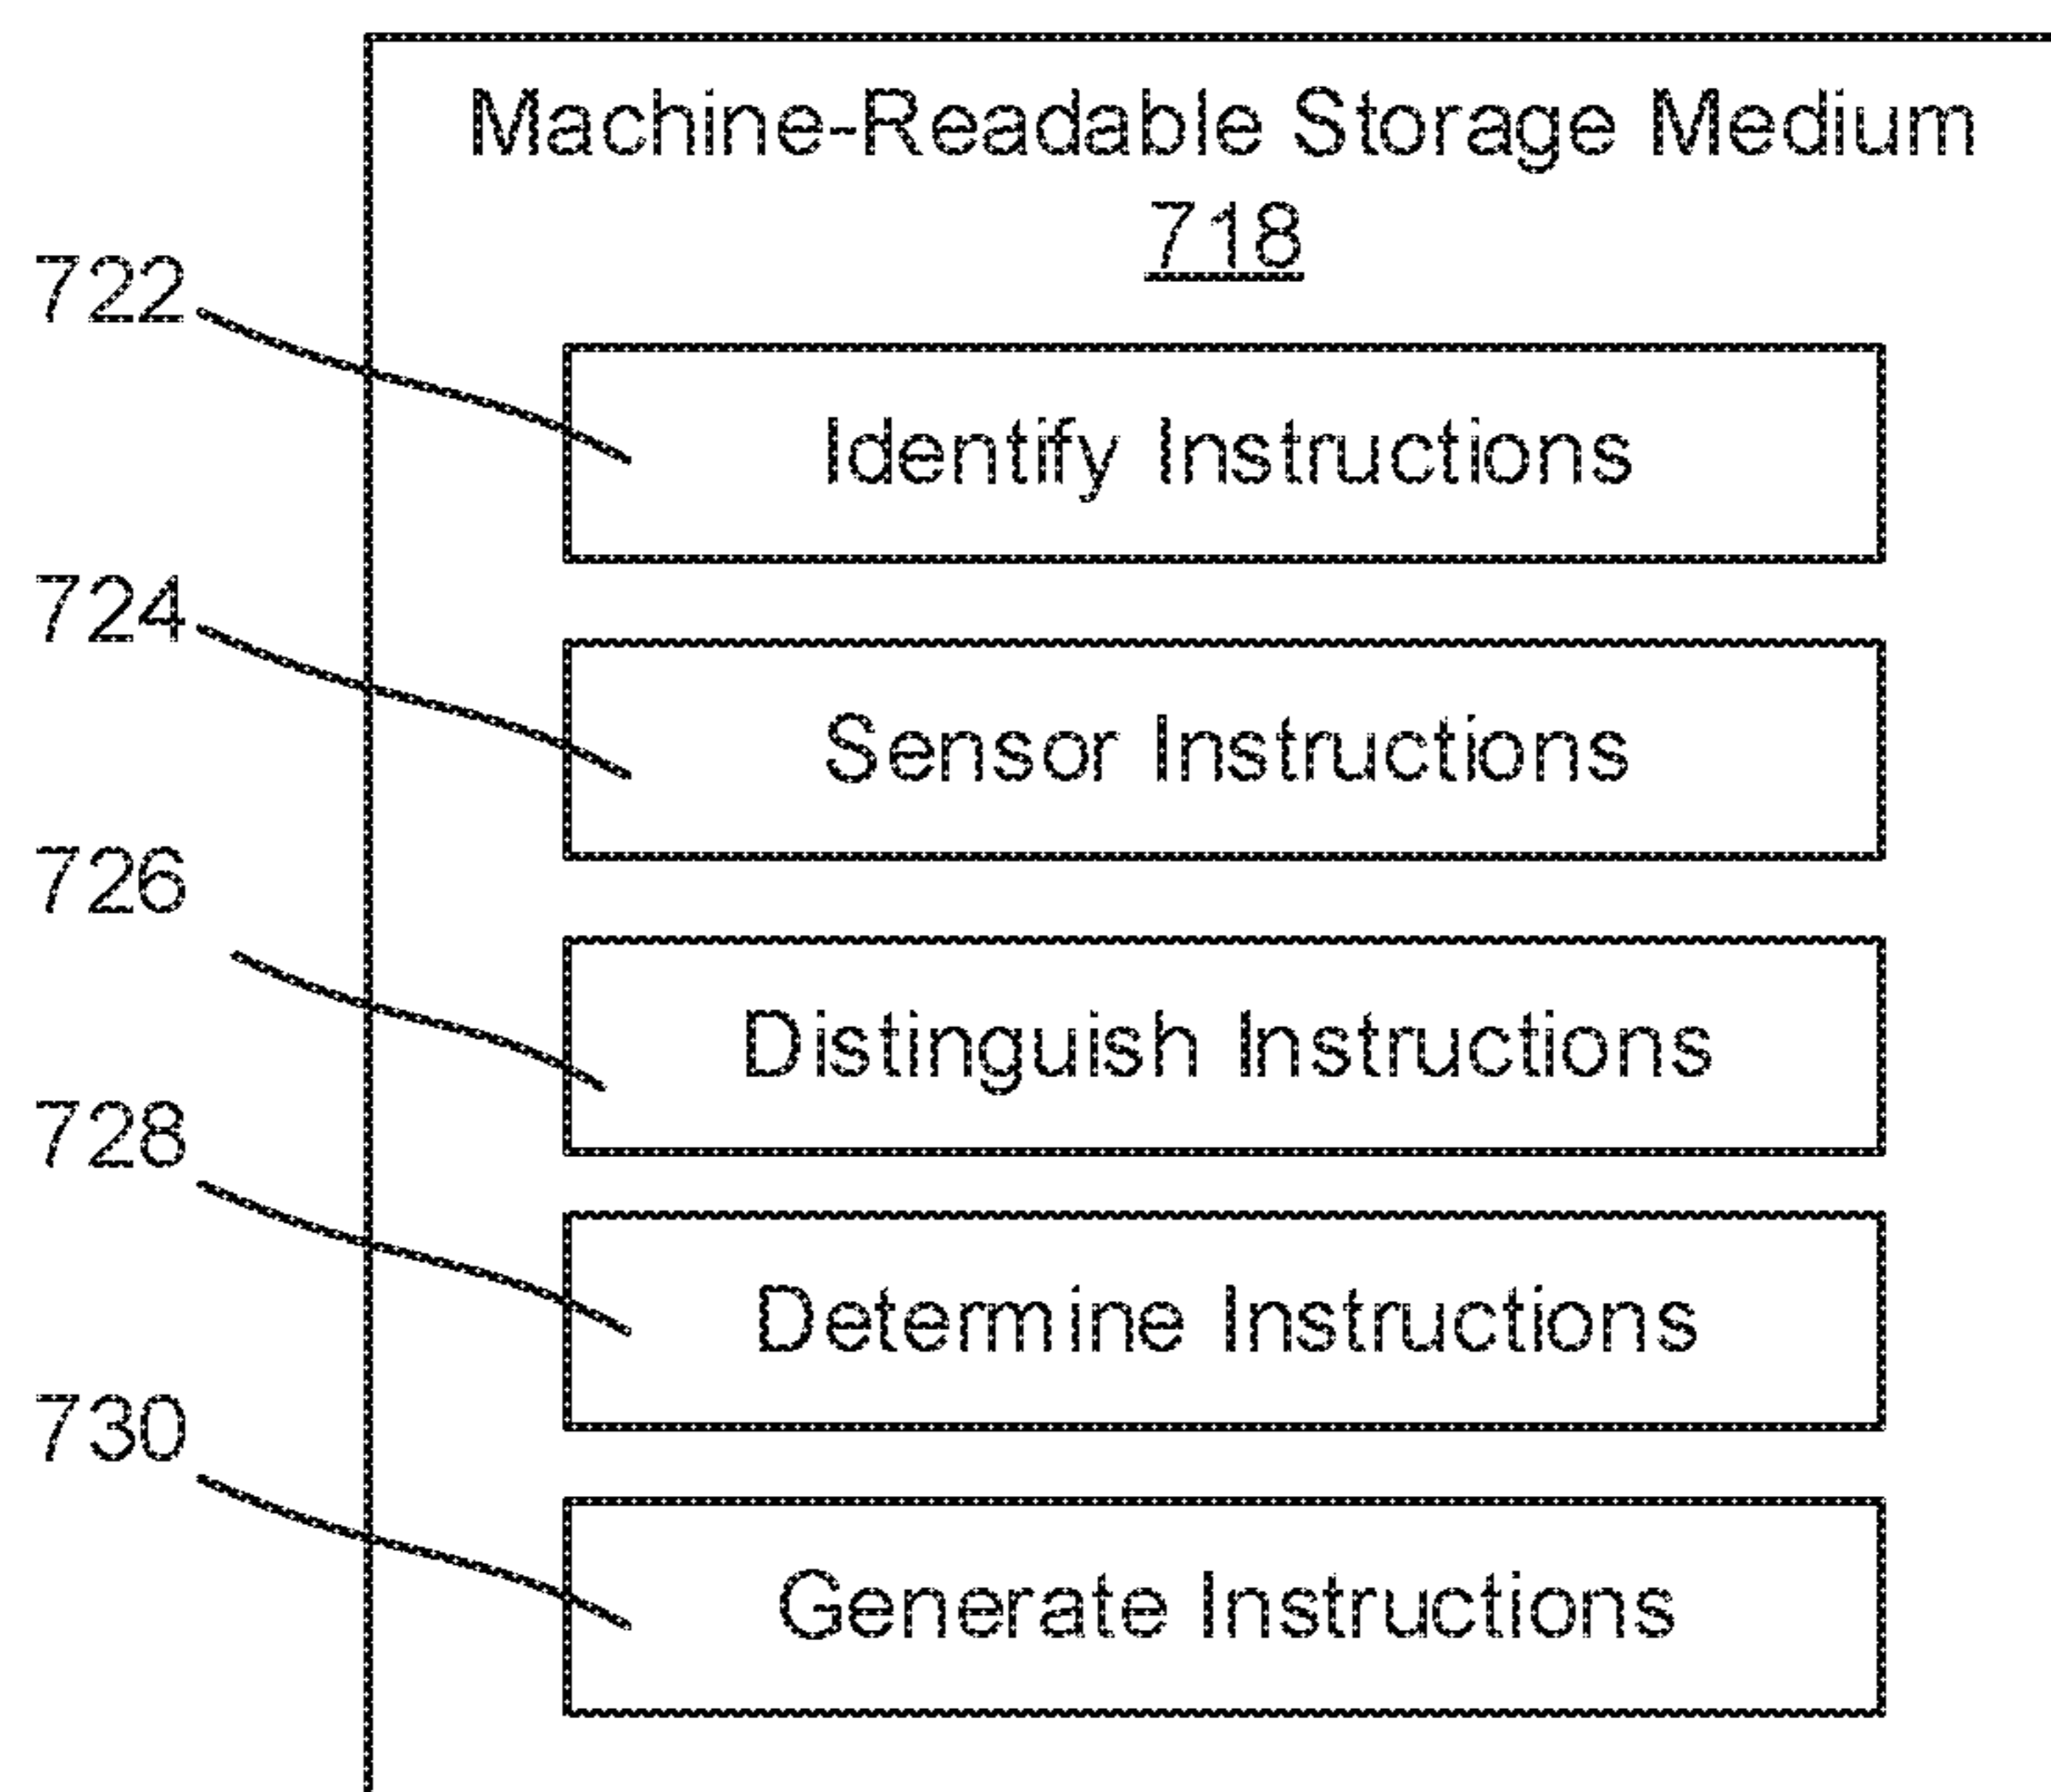 Machine-Readable Storage Medium
718
722
Identify Instructions
724
Sensor Instructions
726
Distinguish Instructions
728
Determine Instructions
730
Generate Instructions